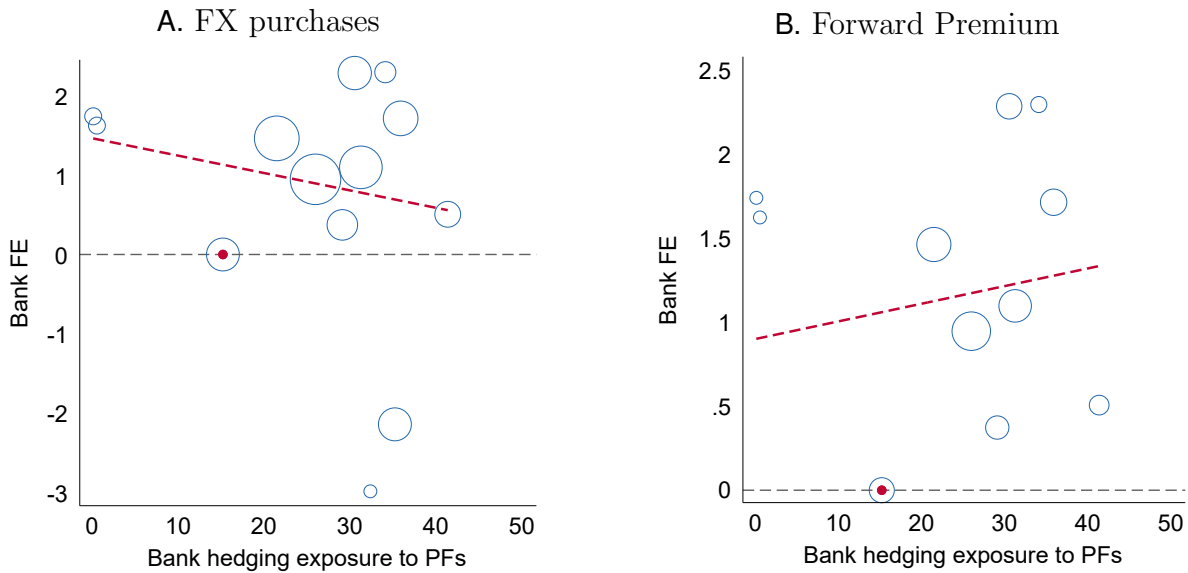 A. FX purchases
Bank FE
2
1
0
-1
-2
-3
0 10 20 30 40 50
Bank hedging exposure to PFs
B. Forward Premium
Bank FE
2.5
2
1.5
1
.5
0
0 10 20 30 40 50
Bank hedging exposure to PFs